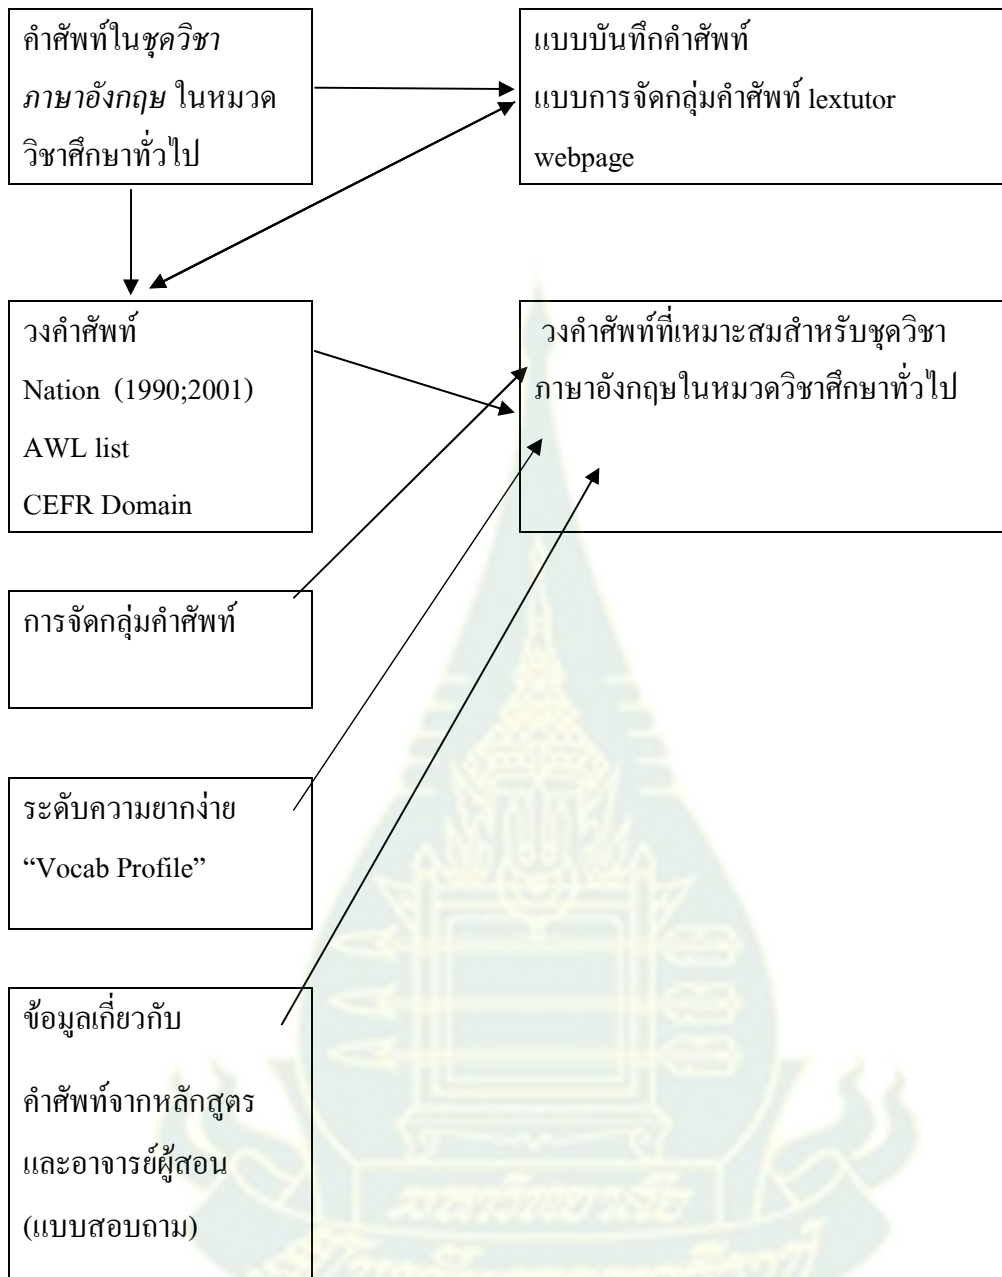 คำศัพท์ในชุดวิชา
ภาษาอังกฤษ ในหมวด
วิชาศึกษาทั่วไป
แบบบันทึกคำศัพท์
แบบการจัดกลุ่มคำศัพท์ lextutor
webpage
วงคำศัพท์
Nation (1990;2001)
AWL list
CEFR Domain
วงคำศัพท์ที่เหมาะสมสำหรับชุดวิชา
ภาษาอังกฤษในหมวดวิชาศึกษาทั่วไป
การจัดกลุ่มคำศัพท์
ระดับความยากง่าย
“Vocab Profile”
ข้อมูลเกี่ยวกับ
คำศัพท์จากหลักสูตร
และอาจารย์ผู้สอน
(แบบสอบถาม)